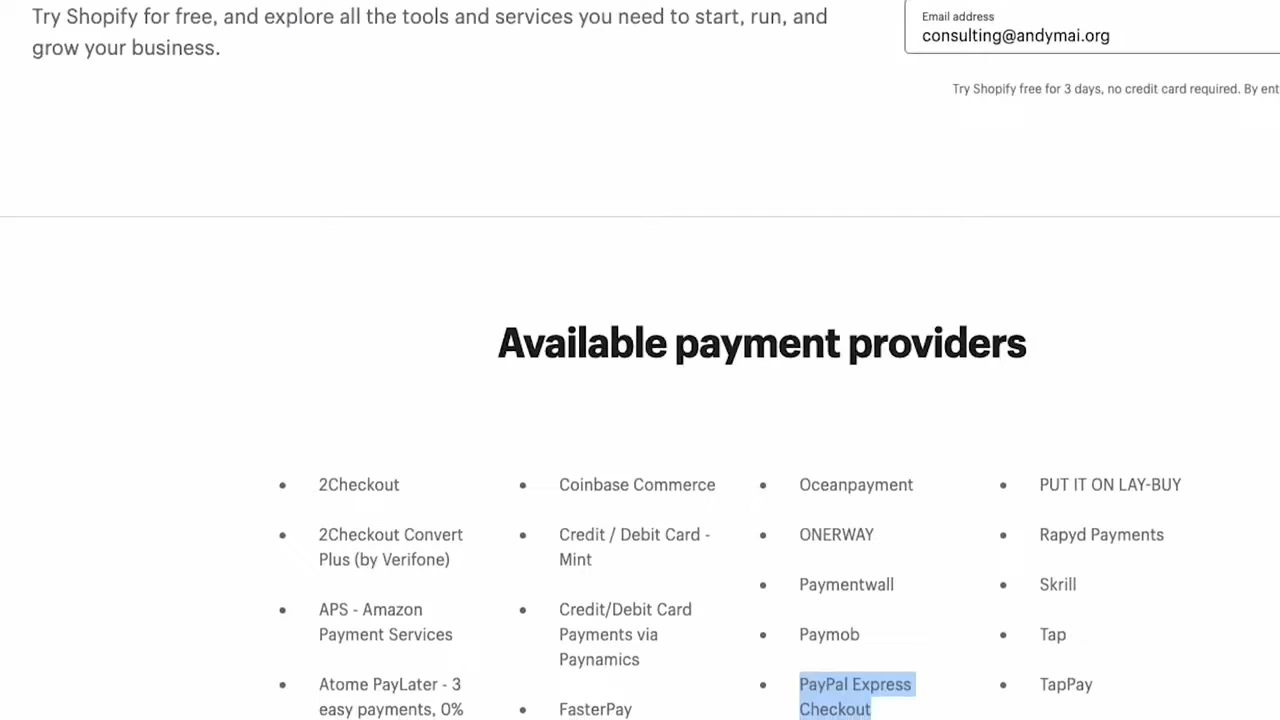 Try Shopify for free, and explore all the tools and services you need to start, run, and
grow your business.
Email address
consulting@andymai.org
Try Shopify free for 3 days, no credit card required. By ent
Available payment providers
2Checkout
2Checkout Convert
Plus (by Verifone)
APS - Amazon
Payment Services
Atome PayLater - 3
easy payments, 0%
Coinbase Commerce
Credit / Debit Card -
Mint
Credit/Debit Card
Payments via
Paynamics
FasterPay
Oceanpayment
ONERWAY
Paymentwall
Paymob
PayPal Express
Checkout
PUT IT ON LAY-BUY
Rapyd Payments
Skrill
Tap
TapPay